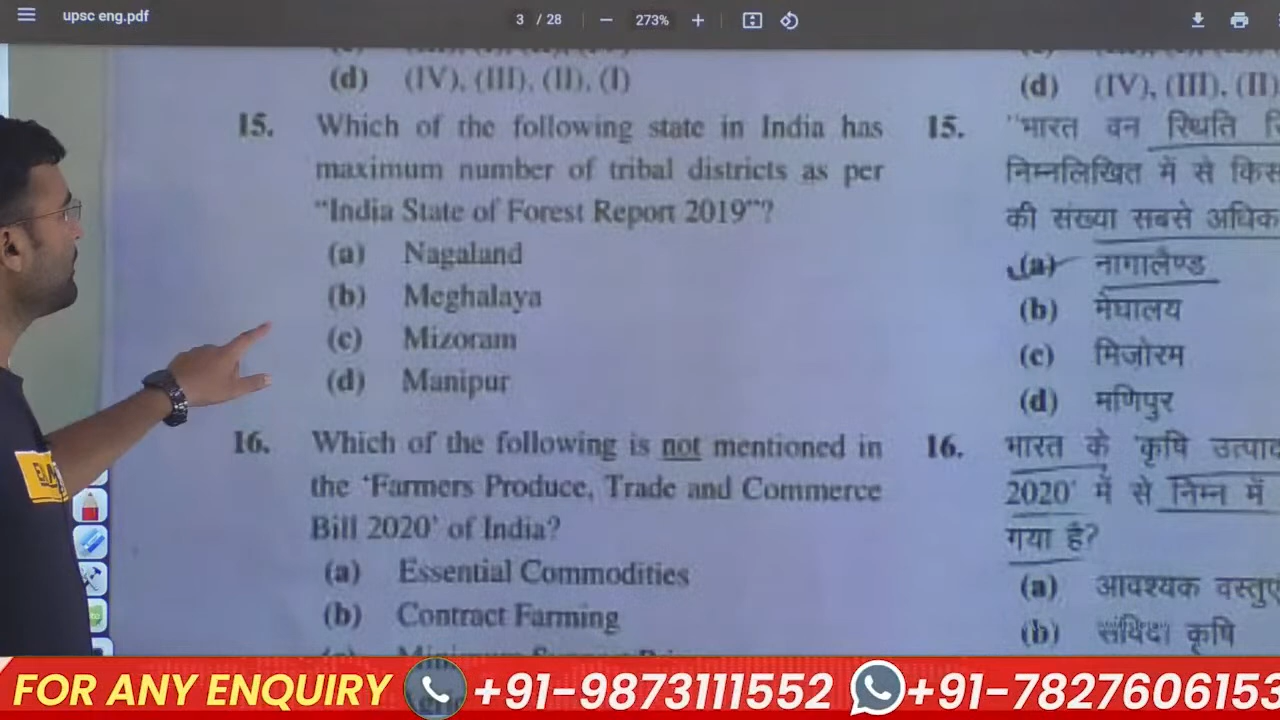 upsc eng.pdf
3 / 28
273%
(d) (IV), (III), (II), (I)
15. Which of the following state in India has
maximum number of tribal districts as per
"India State of Forest Report 2019"?
(a) Nagaland
(b) Meghalaya
(c) Mizoram
(d) Manipur
16. Which of the following is not mentioned in
the 'Farmers Produce, Trade and Commerce
Bill 2020' of India?
(a) Essential Commodities
(b) Contract Farming
(d) (IV), (III), (II)
15. "भारत वन स्थिति
निम्नलिखित में से किस
की संख्या सबसे अधिक
(a) नागालैण्ड
(b) मेघालय
(c) मिज़ोरम
(d) मणिपुर
16. भारत के 'कृषि उत्पाद
2020' में से निम्न में
गया है?
(a) आवश्यक वस्तुएं
(b) संविदा कृषि
FOR ANY ENQUIRY +91-9873111552 +91-7827606153